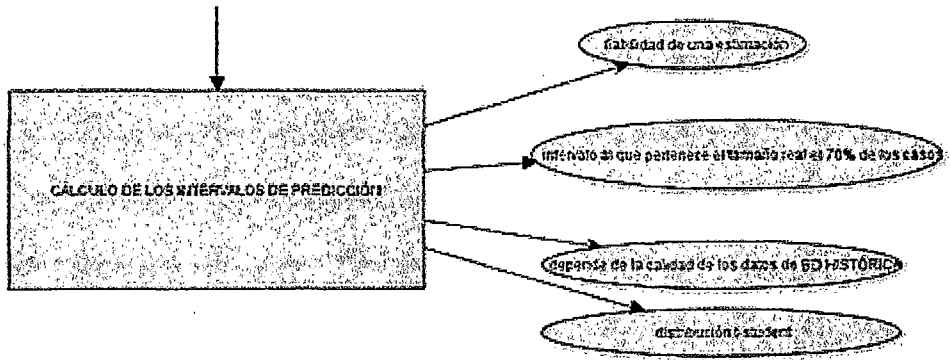 fiabilidad de una estimación
intervalo al que pertenece el tamaño real el 70% de los casos
CÁLCULO DE LOS INTERVALOS DE PREDICCIÓN
depende de la calidad de los datos de BD HISTÓRICA
distribución t-student